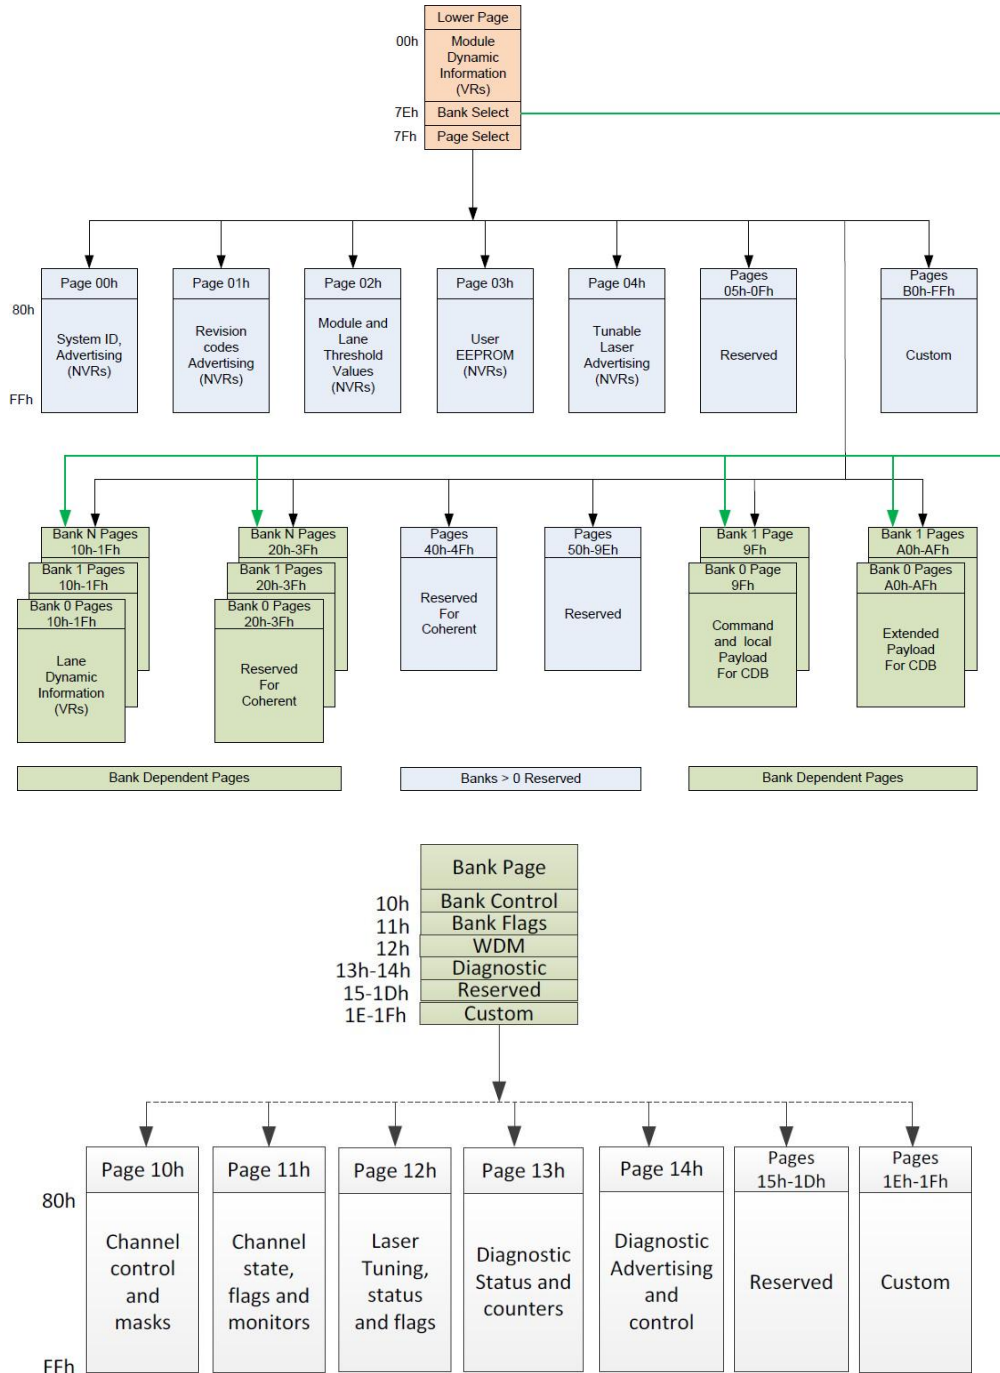 Lower Page
00h
Module
Dynamic
Information
(VRs)
7Eh
Bank Select
7Fh
Page Select
Page 00h
Page 01h
Page 02h
Page 03h
Page 04h
Pages
05h-0Fh
Pages
B0h-FFh
80h
System ID,
Advertising
(NVRs)
Revision
codes
Advertising
(NVRs)
Module and
Lane
Threshold
Values
(NVRs)
User
EEPROM
(NVRs)
Tunable
Laser
Advertising
(NVRs)
Reserved
Custom
FFh
Bank N Pages
10h-1Fh
Bank 1 Pages
10h-1Fh
Bank 0 Pages
10h-1Fh
Lane
Dynamic
Information
(VRs)
Bank N Pages
20h-3Fh
Bank 1 Pages
20h-3Fh
Bank 0 Pages
20h-3Fh
Reserved
For
Coherent
Pages
40h-4Fh
Reserved
For
Coherent
Pages
50h-9Eh
Reserved
Bank 1 Page
9Fh
Bank 0 Page
9Fh
Command
and local
Payload
For CDB
Bank 1 Pages
A0h-AFh
Bank 0 Pages
A0h-AFh
Extended
Payload
For CDB
Bank Dependent Pages
Banks > 0 Reserved
Bank Dependent Pages
Bank Page
10h
Bank Control
11h
Bank Flags
12h
WDM
13h-14h
Diagnostic
15-1Dh
Reserved
1E-1Fh
Custom
Page 10h
Page 11h
Page 12h
Page 13h
Page 14h
Pages
15h-1Dh
Pages
1Eh-1Fh
80h
Channel
control
and
masks
Channel
state,
flags and
monitors
Laser
Tuning,
status
and flags
Diagnostic
Status and
counters
Diagnostic
Advertising
and
control
Reserved
Custom
FFh